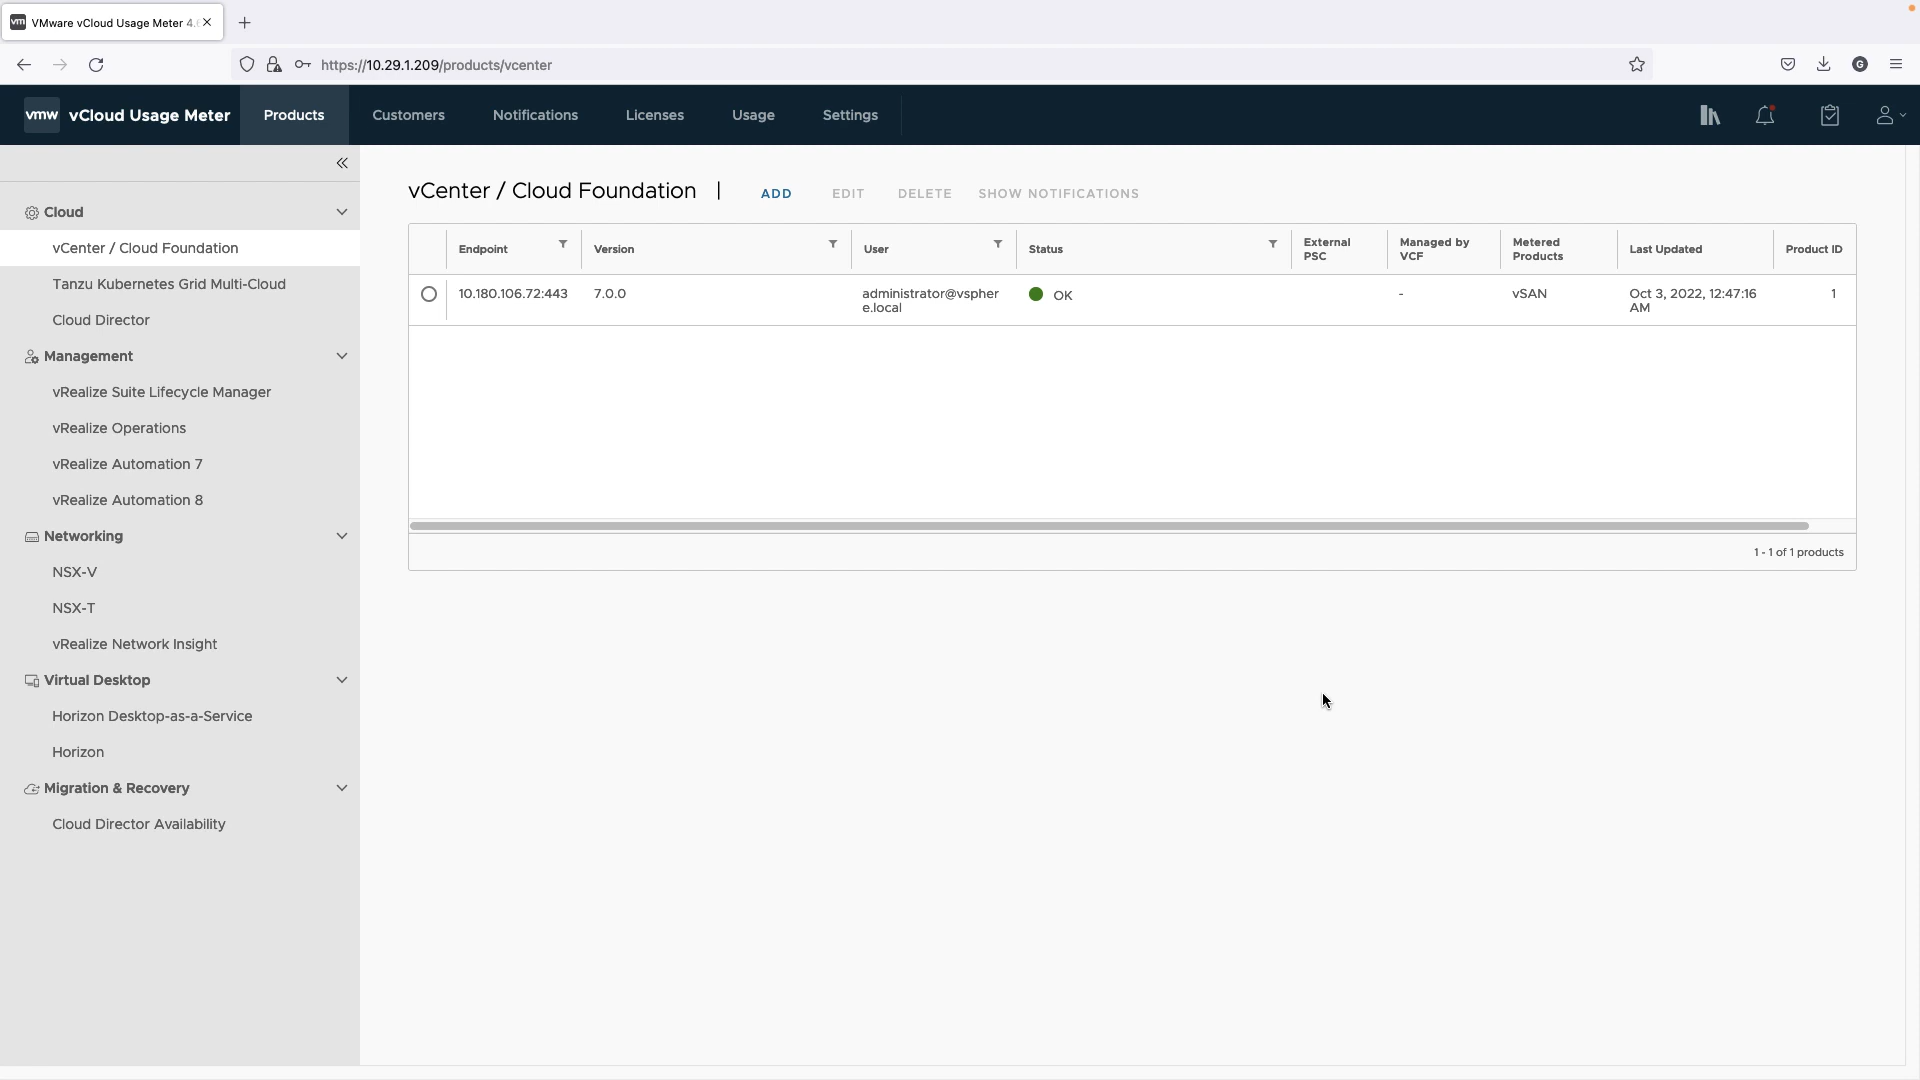 VMware vCloud Usage Meter 4.
https://10.29.1.209/products/vcenter
G
vmw vCloud Usage Meter Products Customers Notifications Licenses Usage Settings
Cloud
vCenter / Cloud Foundation
Tanzu Kubernetes Grid Multi-Cloud
Cloud Director
Management
vRealize Suite Lifecycle Manager
vRealize Operations
vRealize Automation 7
vRealize Automation 8
Networking
NSX-V
NSX-T
vRealize Network Insight
Virtual Desktop
Horizon Desktop-as-a-Service
Horizon
Migration & Recovery
Cloud Director Availability
vCenter / Cloud Foundation | ADD EDIT DELETE SHOW NOTIFICATIONS
Endpoint Version User Status External PSC Managed by VCF Metered Products Last Updated Product ID
10.180.106.72:443 7.0.0 administrator@vsphere.local OK - vSAN Oct 3, 2022, 12:47:16 AM 1
1 - 1 of 1 products